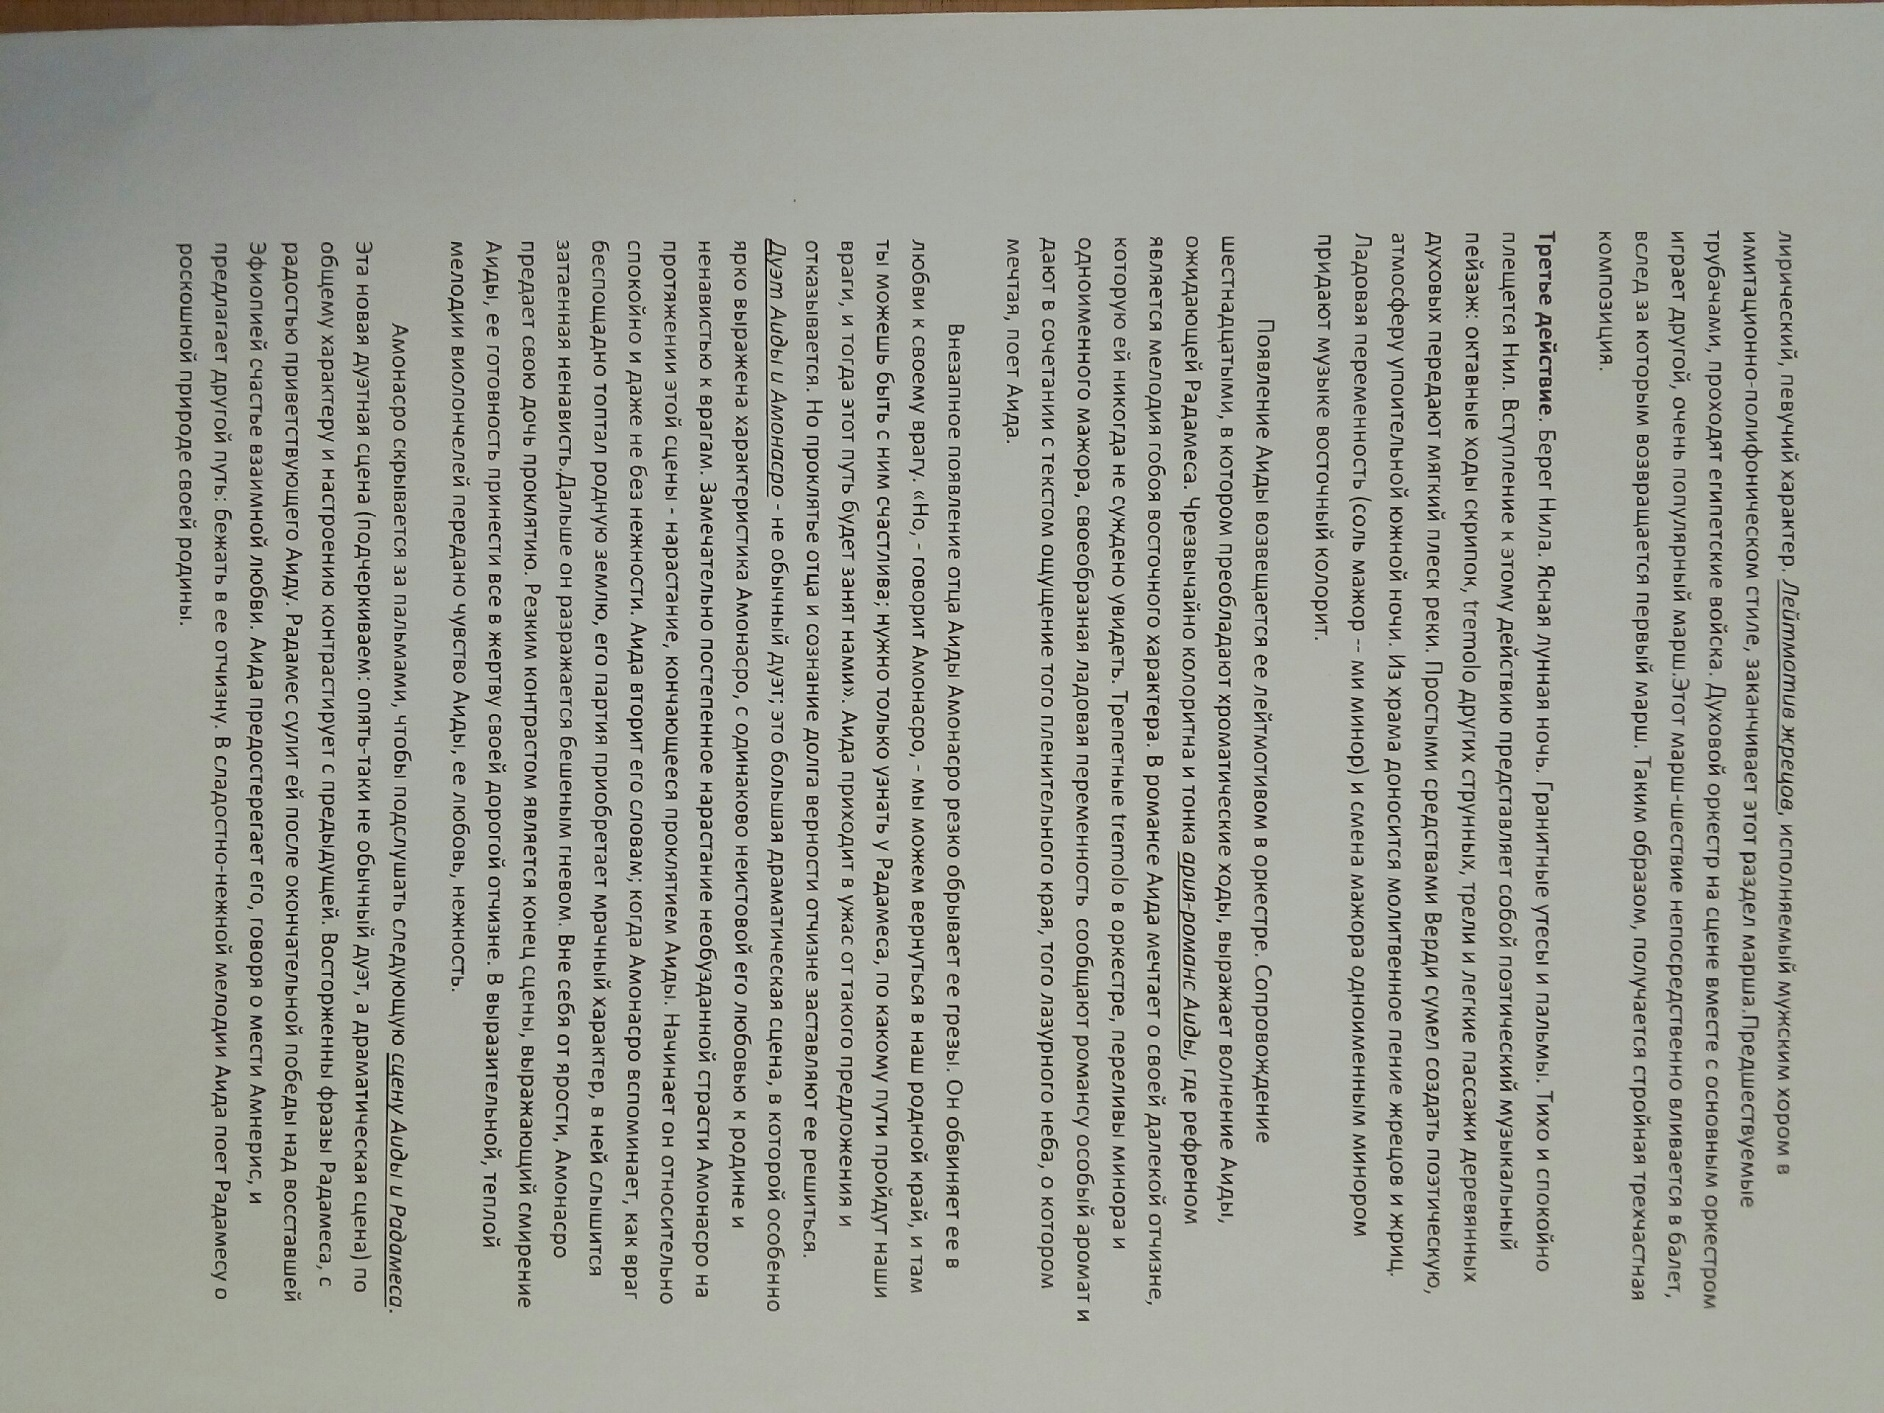 лирический, певучий характер. Лейтмотив жрецов, исполняемый мужским хором в
имитационно-полифоническом стиле, заканчивает этот раздел марша.Предшествуемые
трубачами, проходят египетские войска. Духовой оркестр на сцене вместе с основным оркестром
играет другой, очень популярный марш.Этот марш-шествие непосредственно вливается в балет,
вслед за которым возвращается первый марш. Таким образом, получается стройная трехчастная
композиция.
Третье действие. Берег Нила. Ясная лунная ночь. Гранитные утесы и пальмы. Тихо и спокойно
плещется Нил. Вступление к этому действию представляет собой поэтический музыкальный
пейзаж: октавные ходы скрипок, tremolo других струнных, трели и легкие пассажи деревянных
духовых передают мягкий плеск реки. Простыми средствами Верди сумел создать поэтическую,
атмосферу упоительной южной ночи. Из храма доносится молитвенное пение жрецов и жриц.
Ладовая переменность (соль мажор -- ми минор) и смена мажора одноименным минором
придают музыке восточный колорит.
Появление Аиды возвещается ее лейтмотивом в оркестре. Сопровождение
шестнадцатыми, в котором преобладают хроматические ходы, выражает волнение Аиды,
ожидающей Радамеса. Чрезвычайно колоритна и тонка ария-романс Аиды, где рефреном
является мелодия гобоя восточного характера. В романсе Аида мечтает о своей далекой отчизне,
которую ей никогда не суждено увидеть. Трепетные tremolo в оркестре, переливы минора и
одноименного мажора, своеобразная ладовая переменность сообщают романсу особый аромат и
дают в сочетании с текстом ощущение того пленительного края, того лазурного неба, о котором
мечтая, поет Аида.
Внезапное появление отца Аиды Амонасро резко обрывает ее грезы. Он обвиняет ее в
любви к своему врагу. «Но, - говорит Амонасро, - мы можем вернуться в наш родной край, и там
ты можешь быть с ним счастлива; нужно только узнать у Радамеса, по какому пути пройдут наши
враги, и тогда этот путь будет занят нами». Аида приходит в ужас от такого предложения и
отказывается. Но проклятье отца и сознание долга верности отчизне заставляют ее решиться.
Дуэт Аиды и Амонасро - не обычный дуэт; это большая драматическая сцена, в которой особенно
ярко выражена характеристика Амонасро, с одинаково неистовой его любовью к родине и
ненавистью к врагам. Замечательно постепенное нарастание необузданной страсти Амонасро на
протяжении этой сцены - нарастание, кончающееся проклятием Аиды. Начинает он относительно
спокойно и даже не без нежности. Аида вторит его словам; когда Амонасро вспоминает, как враг
беспощадно топтал родную землю, его партия приобретает мрачный характер, в ней слышится
затаенная ненависть.Дальше он разражается бешеным гневом. Вне себя от ярости, Амонасро
предает свою дочь проклятию. Резким контрастом является конец сцены, выражающий смирение
Аиды, ее готовность принести все в жертву своей дорогой отчизне. В выразительной, теплой
мелодии виолончелей передано чувство Аиды, ее любовь, нежность.
Амонасро скрывается за пальмами, чтобы подслушать следующую сцену Аиды и Радамеса.
Эта новая дуэтная сцена (подчеркиваем: опять-таки не обычный дуэт, а драматическая сцена) по
общему характеру и настроению контрастирует с предыдущей. Восторженны фразы Радамеса, с
радостью приветствующего Аиду. Радамес сулит ей после окончательной победы над восставшей
Эфиопией счастье взаимной любви. Аида предостерегает его, говоря о мести Амнерис, и
предлагает другой путь: бежать в ее отчизну. В сладостно-нежной мелодии Аида поет Радамесу о
роскошной природе своей родины.